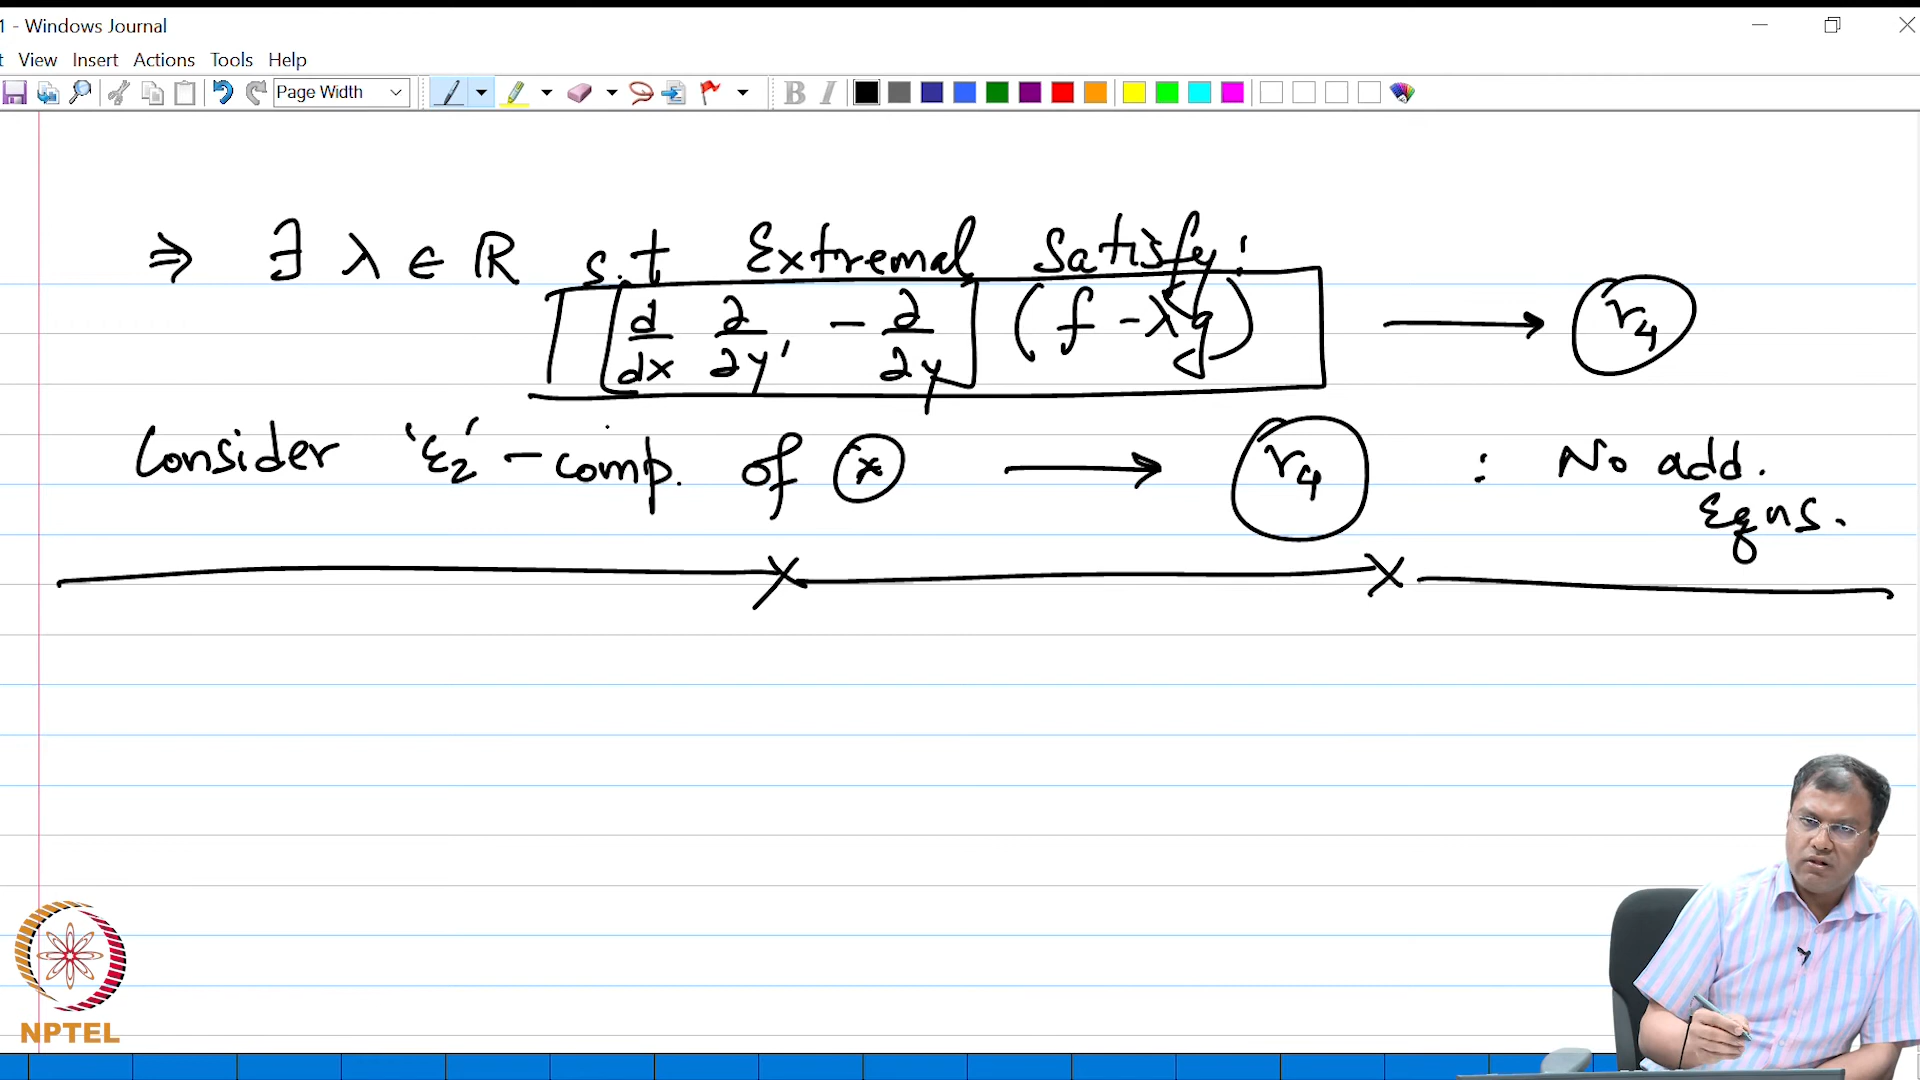 1 - Windows Journal
t View Insert Actions Tools Help
Page Width B I
⇒ ∃ λ ∈ ℝ s.t Extremal Satisfy:
[d/dx ∂/∂y' - ∂/∂y] (f - λg) → r4
Consider 'ε2' - comp. of (*) → r4 : No add.
Eqns.
NPTEL